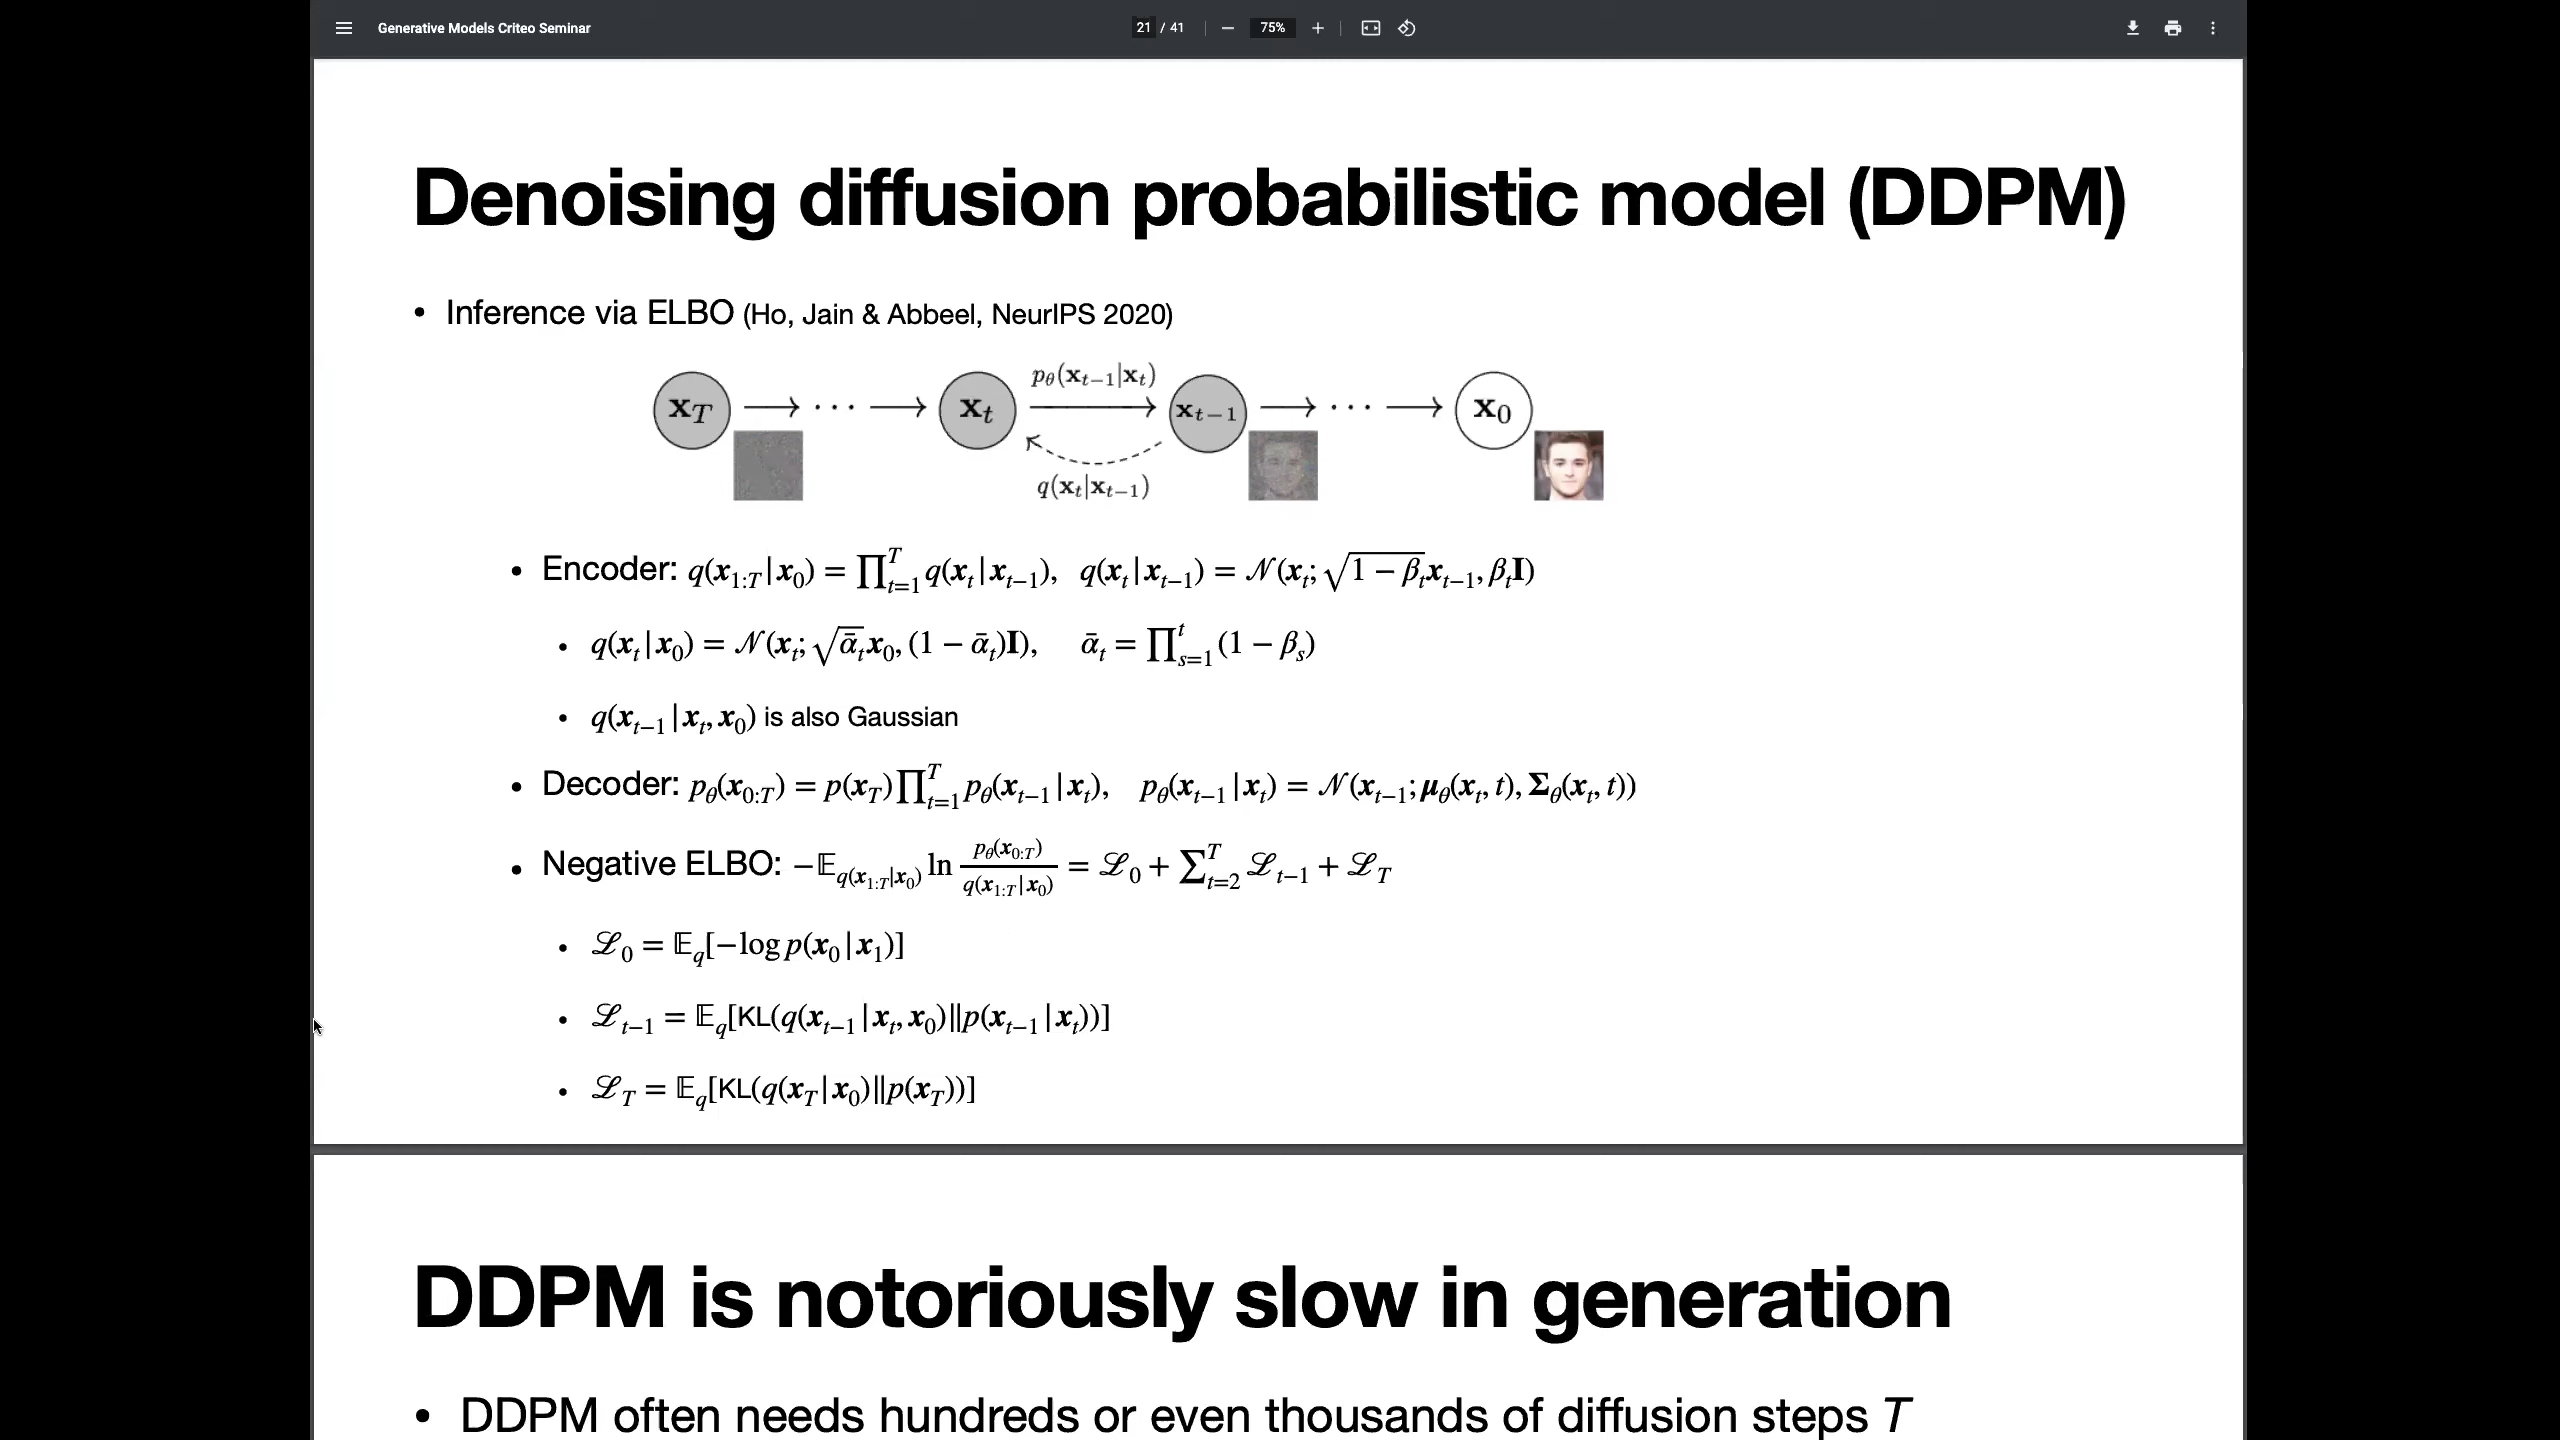 Generative Models Criteo Seminar
21 / 41
75%
Denoising diffusion probabilistic model (DDPM)
• Inference via ELBO (Ho, Jain & Abbeel, NeurIPS 2020)
p_θ(x_{t−1}|x_t)
x_T → ··· → x_t → x_{t−1} → ··· → x_0
q(x_t|x_{t−1})
• Encoder: q(x_{1:T}|x_0) = ∏_{t=1}^T q(x_t|x_{t−1}), q(x_t|x_{t−1}) = 𝒩(x_t; √(1 − β_t) x_{t−1}, β_t I)
• q(x_t|x_0) = 𝒩(x_t; √ᾱ_t x_0, (1 − ᾱ_t)I), ᾱ_t = ∏_{s=1}^t (1 − β_s)
• q(x_{t−1}|x_t, x_0) is also Gaussian
• Decoder: p_θ(x_{0:T}) = p(x_T)∏_{t=1}^T p_θ(x_{t−1}|x_t), p_θ(x_{t−1}|x_t) = 𝒩(x_{t−1}; μ_θ(x_t, t), Σ_θ(x_t, t))
• Negative ELBO: −𝔼_{q(x_{1:T}|x_0)} ln p_θ(x_{0:T}) / q(x_{1:T}|x_0) = ℒ_0 + ∑_{t=2}^T ℒ_{t−1} + ℒ_T
• ℒ_0 = 𝔼_q[−log p(x_0|x_1)]
• ℒ_{t−1} = 𝔼_q[KL(q(x_{t−1}|x_t, x_0)||p(x_{t−1}|x_t))]
• ℒ_T = 𝔼_q[KL(q(x_T|x_0)||p(x_T))]
DDPM is notoriously slow in generation
• DDPM often needs hundreds or even thousands of diffusion steps T